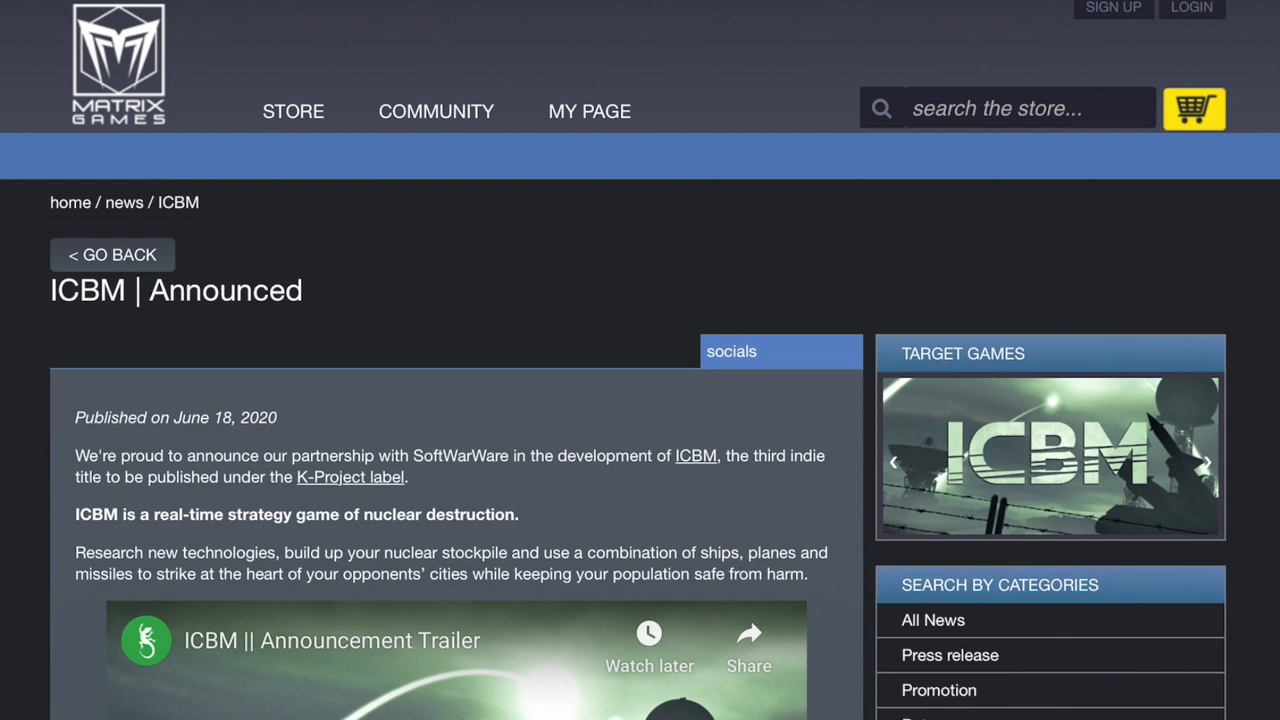 SIGN UP
LOGIN
MATRIX
GAMES
STORE
COMMUNITY
MY PAGE
search the store...
home / news / ICBM
< GO BACK
ICBM | Announced
socials
Published on June 18, 2020
We're proud to announce our partnership with SoftWarWare in the development of ICBM, the third indie
title to be published under the K-Project label.
ICBM is a real-time strategy game of nuclear destruction.
Research new technologies, build up your nuclear stockpile and use a combination of ships, planes and
missiles to strike at the heart of your opponents' cities while keeping your population safe from harm.
ICBM || Announcement Trailer
Watch later
Share
TARGET GAMES
ICBM
SEARCH BY CATEGORIES
All News
Press release
Promotion